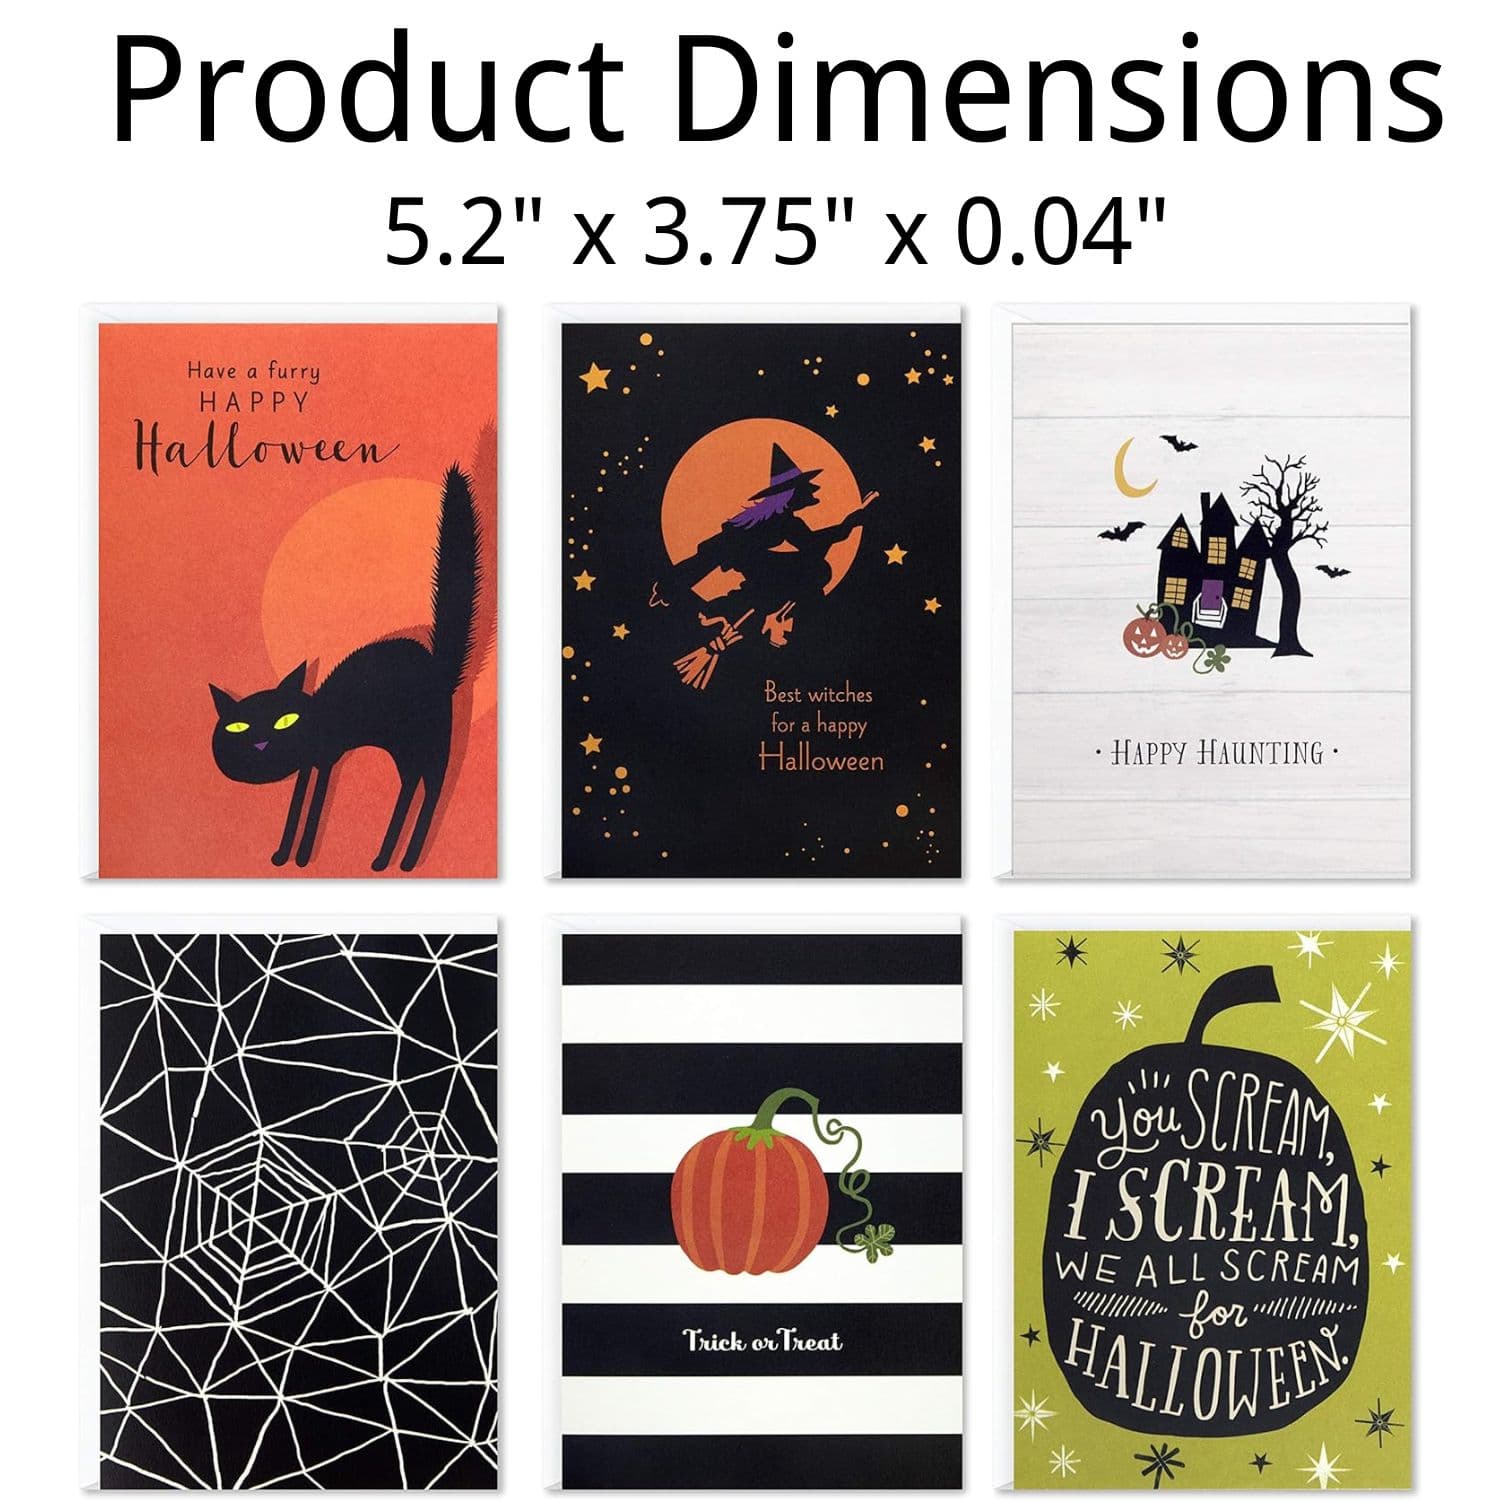 Product Dimensions
5.2" x 3.75" x 0.04"
Have a furry
HAPPY
Halloween
Best witches
for a happy
Halloween
· HAPPY HAUNTING ·
Trick or Treat
You SCREAM,
I SCREAM,
WE ALL SCREAM
for
HALLOWEEN.